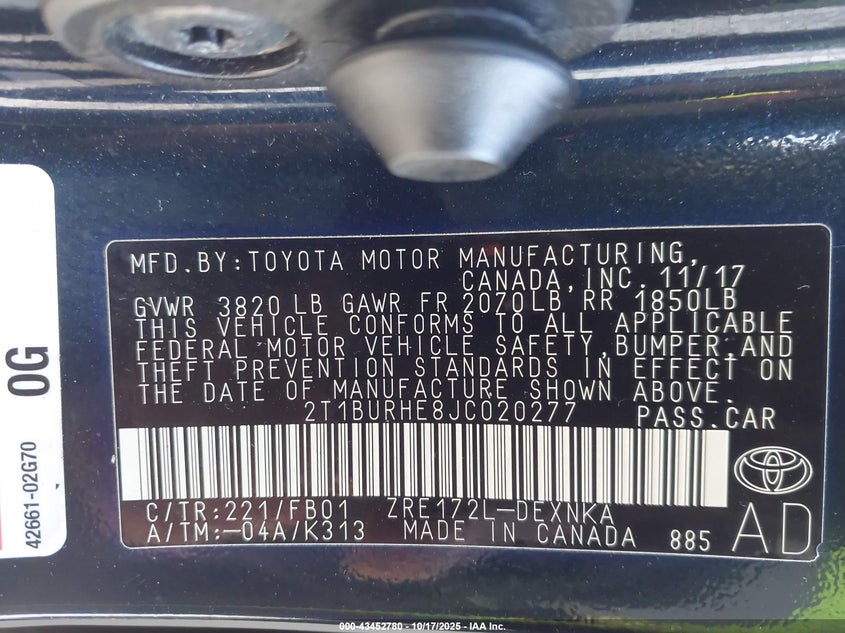 MFD.BY:TOYOTA MOTOR MANUFACTURING,
CANADA,INC. 11/17
GVWR 3820 LB GAWR FR 2070LB RR 1850LB
THIS VEHICLE CONFORMS TO ALL APPLICABLE
FEDERAL MOTOR VEHICLE SAFETY,BUMPER,AND
THEFT PREVENTION STANDARDS IN EFFECT ON
THE DATE OF MANUFACTURE SHOWN ABOVE.
2T1BURHE8JC020277 PASS.CAR
C/TR:221/FB01 ZRE172L-DEXNKA
A/TM:-04A/K313 MADE IN CANADA 885 AD
0G
42661-02G70
000-43452780 - 10/17/2025 - IAA Inc.